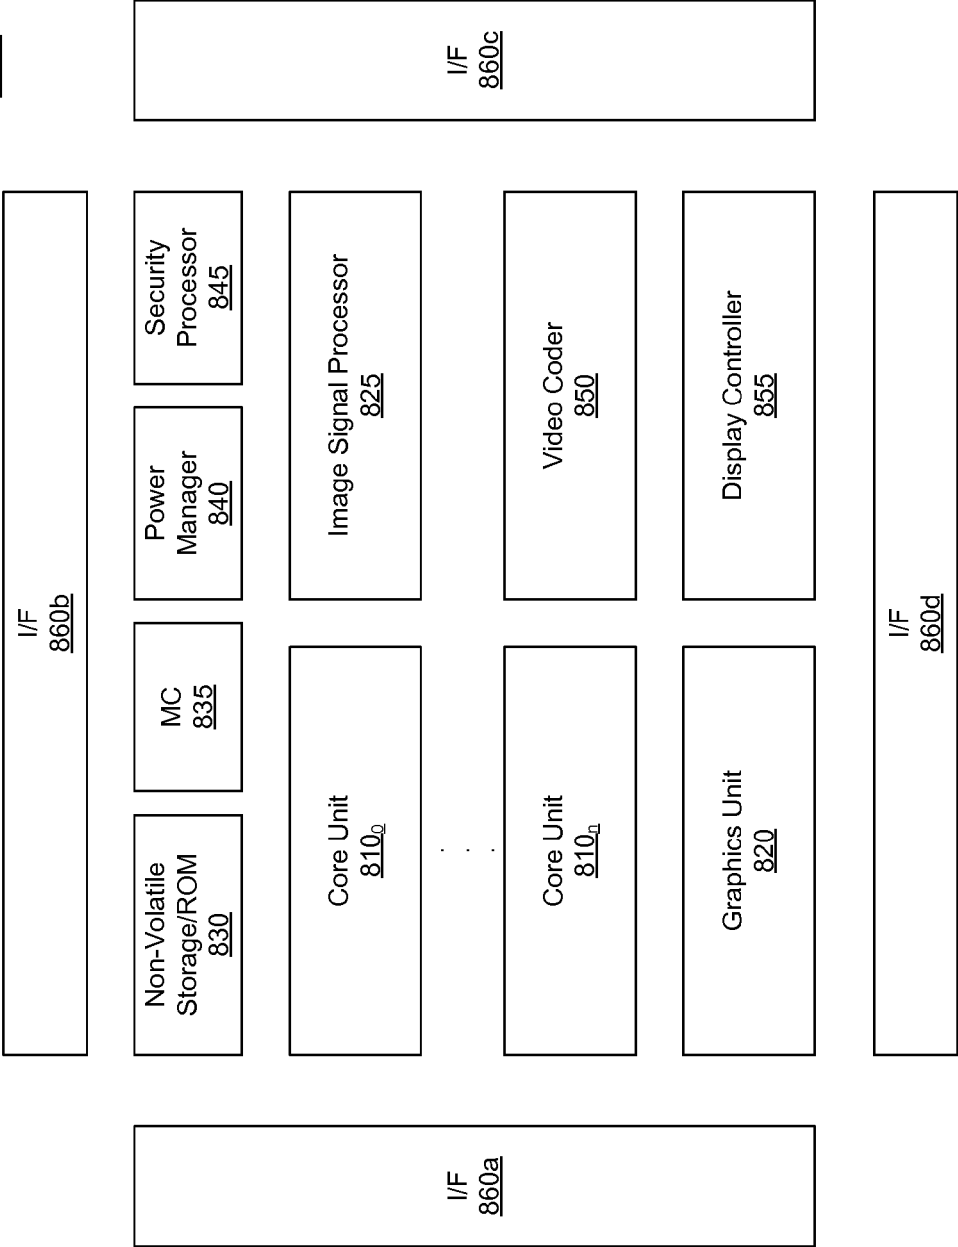 I/F
860b
Non-Volatile
Storage/ROM
830
MC
835
Power
Manager
840
Security
Processor
845
I/F
860a
Core Unit
810₀
Image Signal Processor
825
I/F
860c
. . .
Core Unit
810ₙ
Video Coder
850
Graphics Unit
820
Display Controller
855
I/F
860d